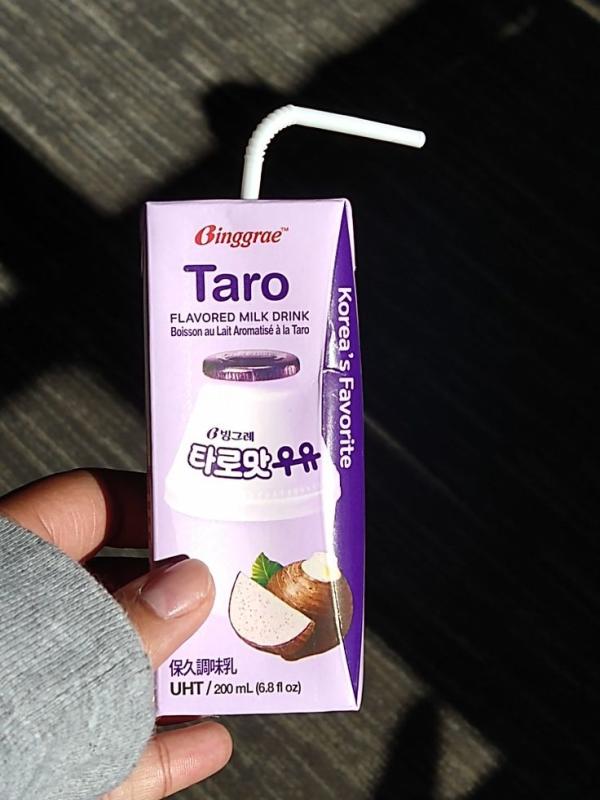 Binggrae™
Taro
FLAVORED MILK DRINK
Boisson au Lait Aromatisé à la Taro
Korea's Favorite
빙그레
타로맛우유
保久調味乳
UHT / 200 mL (6.8 fl oz)